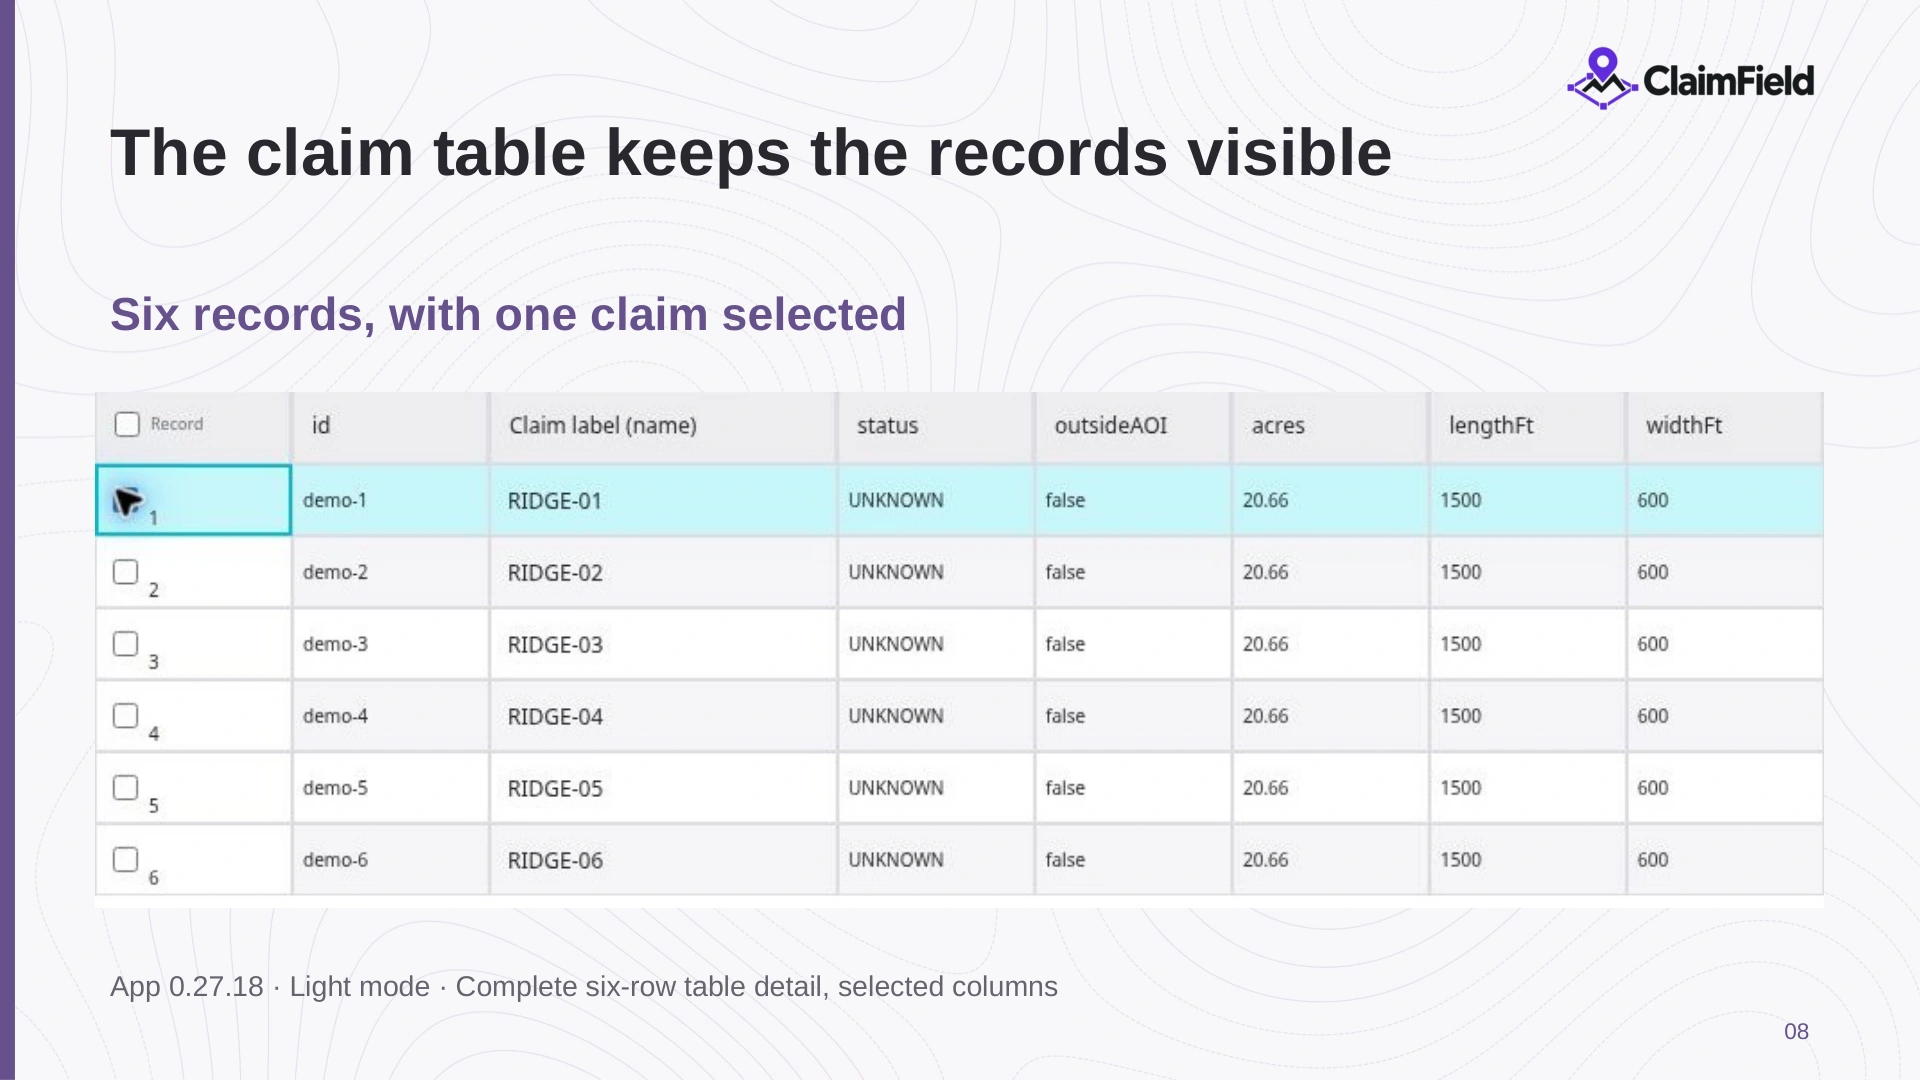 ClaimField
The claim table keeps the records visible
Six records, with one claim selected
Record id Claim label (name) status outsideAOI acres lengthFt widthFt
1 demo-1 RIDGE-01 UNKNOWN false 20.66 1500 600
2 demo-2 RIDGE-02 UNKNOWN false 20.66 1500 600
3 demo-3 RIDGE-03 UNKNOWN false 20.66 1500 600
4 demo-4 RIDGE-04 UNKNOWN false 20.66 1500 600
5 demo-5 RIDGE-05 UNKNOWN false 20.66 1500 600
6 demo-6 RIDGE-06 UNKNOWN false 20.66 1500 600
App 0.27.18 · Light mode · Complete six-row table detail, selected columns
08